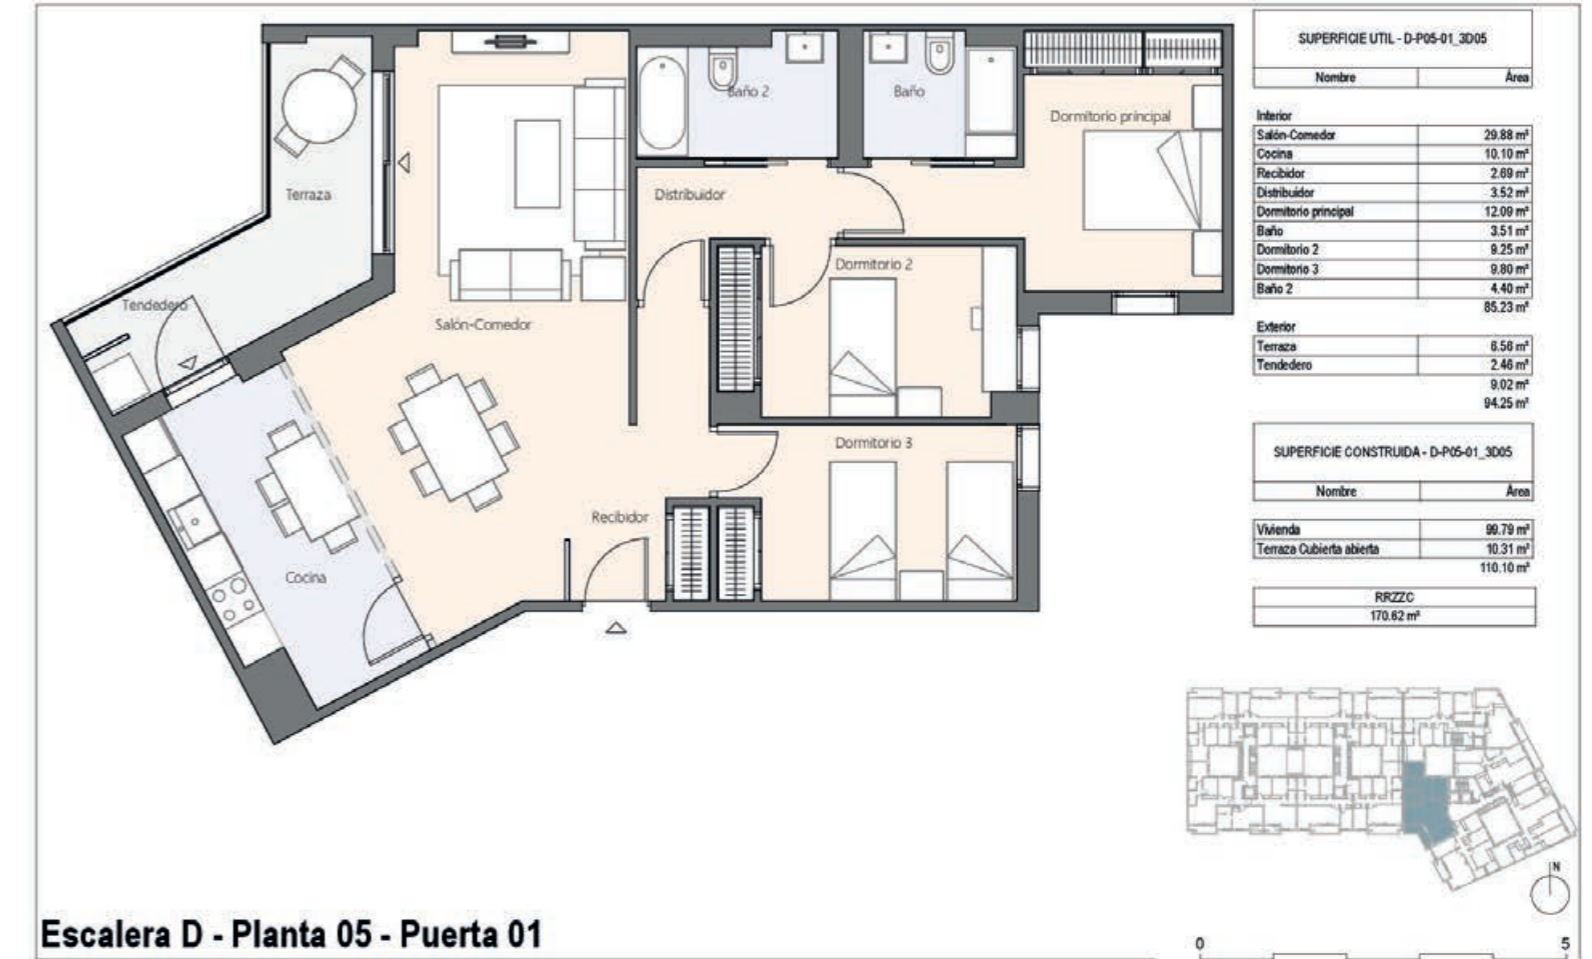 Terraza
Tendedero
Salón-Comedor
Cocina
Recibidor
Distribuidor
Baño 2
Baño
Dormitorio principal
Dormitorio 2
Dormitorio 3
SUPERFICIE UTIL - D-P05-01_3D05
Nombre Área
Interior
Salón-Comedor 29.88 m²
Cocina 10.10 m²
Recibidor 2.69 m²
Distribuidor 3.52 m²
Dormitorio principal 12.09 m²
Baño 3.51 m²
Dormitorio 2 9.25 m²
Dormitorio 3 9.80 m²
Baño 2 4.40 m²
85.23 m²
Exterior
Terraza 6.56 m²
Tendedero 2.46 m²
9.02 m²
94.25 m²
SUPERFICIE CONSTRUIDA - D-P05-01_3D05
Nombre Área
Vivienda 99.79 m²
Terraza Cubierta abierta 10.31 m²
110.10 m²
RRZZC
170.62 m²
N
0 5
Escalera D - Planta 05 - Puerta 01